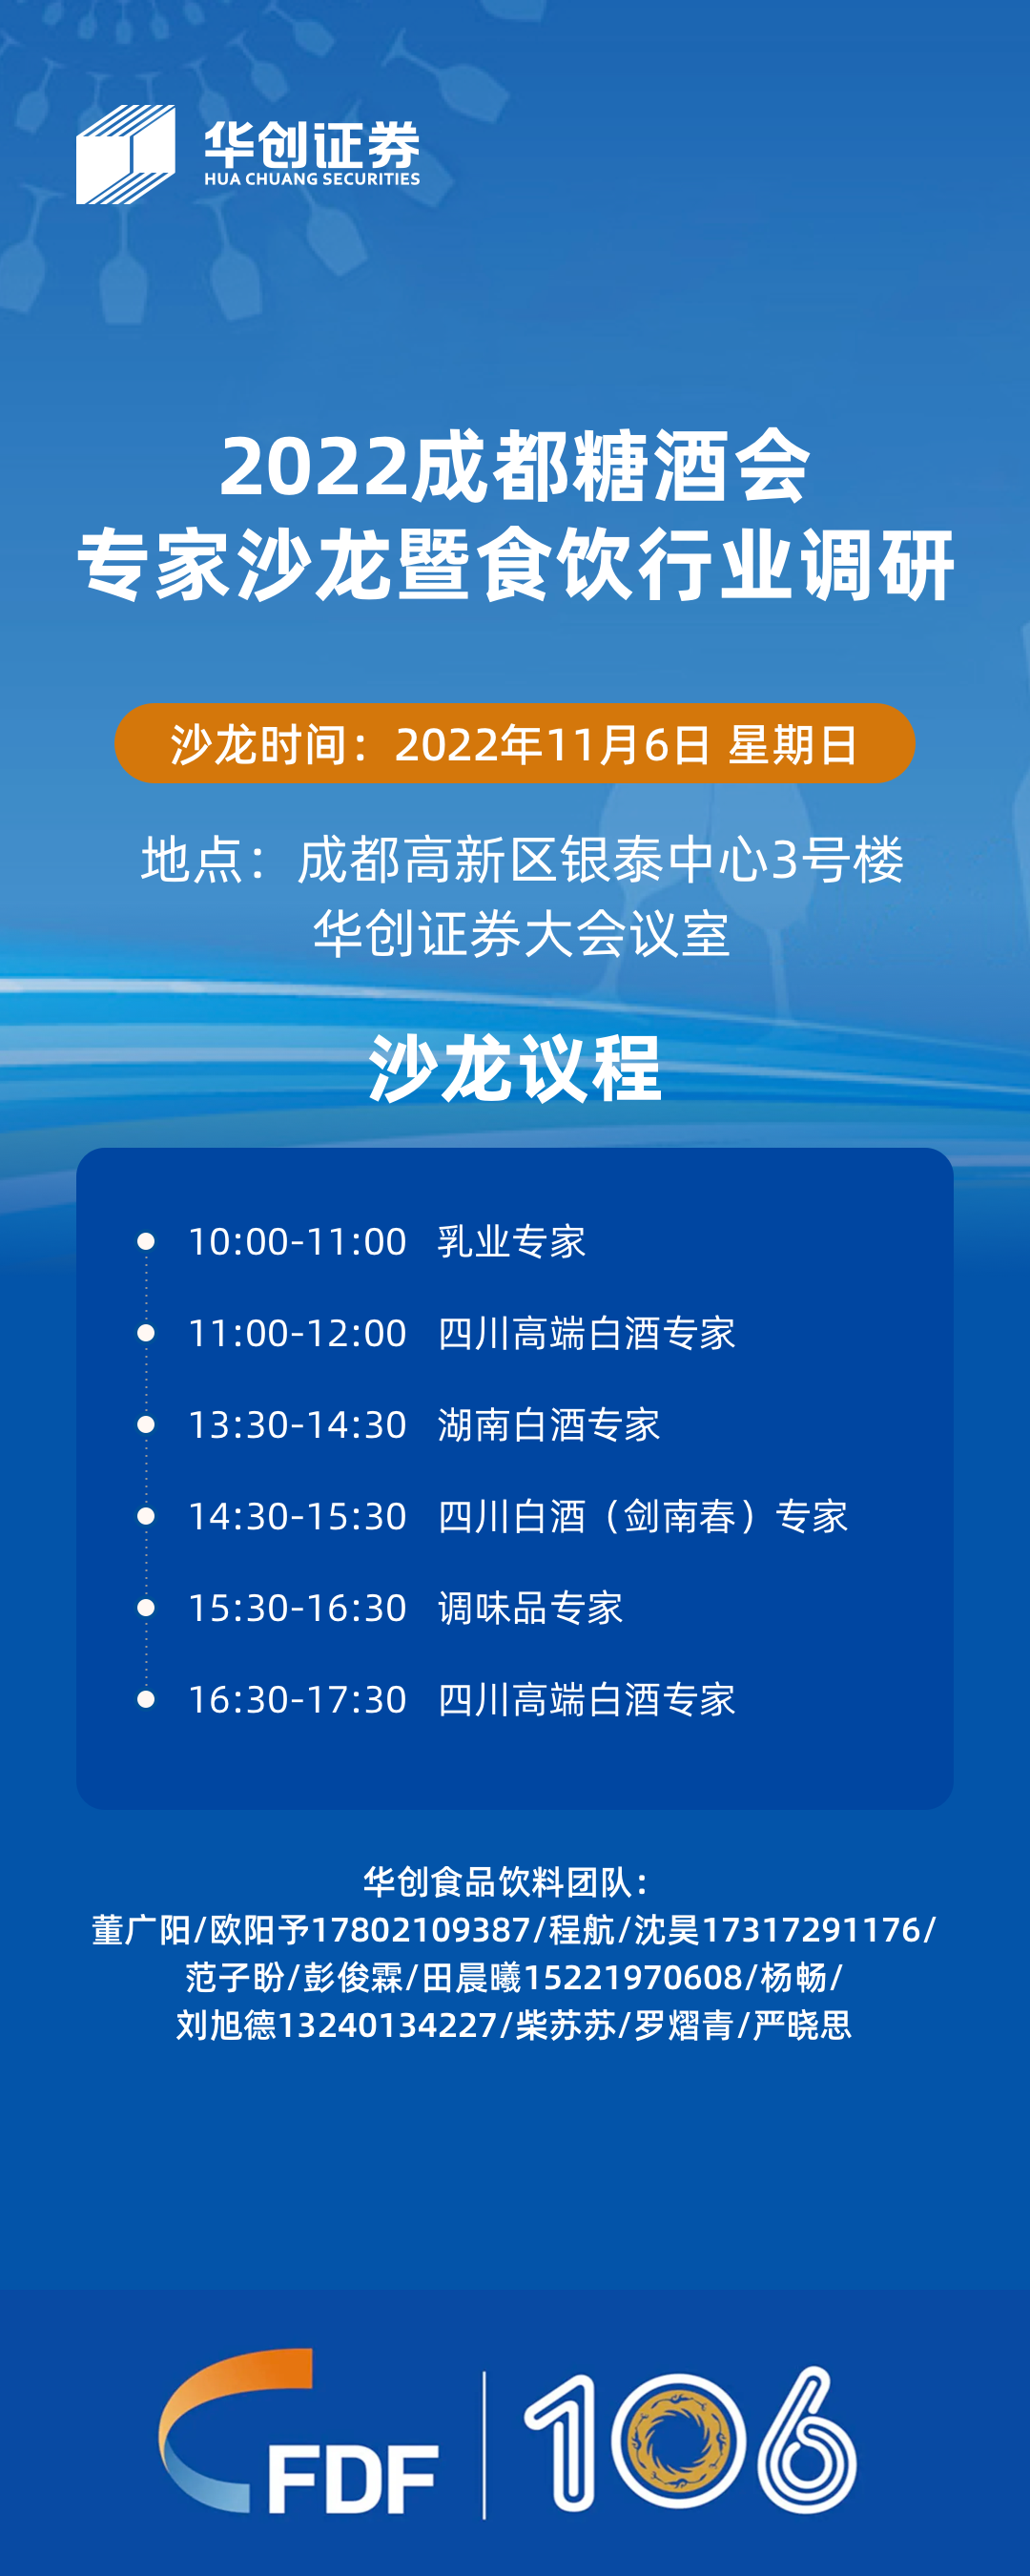 华创证券
HUA CHUANG SECURITIES
2022成都糖酒会
专家沙龙暨食饮行业调研
沙龙时间：2022年11月6日 星期日
地点：成都高新区银泰中心3号楼
华创证券大会议室
沙龙议程
10:00-11:00 乳业专家
11:00-12:00 四川高端白酒专家
13:30-14:30 湖南白酒专家
14:30-15:30 四川白酒（剑南春）专家
15:30-16:30 调味品专家
16:30-17:30 四川高端白酒专家
华创食品饮料团队：
董广阳/欧阳予17802109387/程航/沈昊17317291176/
范子盼/彭俊霖/田晨曦15221970608/杨畅/
刘旭德13240134227/柴苏苏/罗熠青/严晓思
CFDF 106